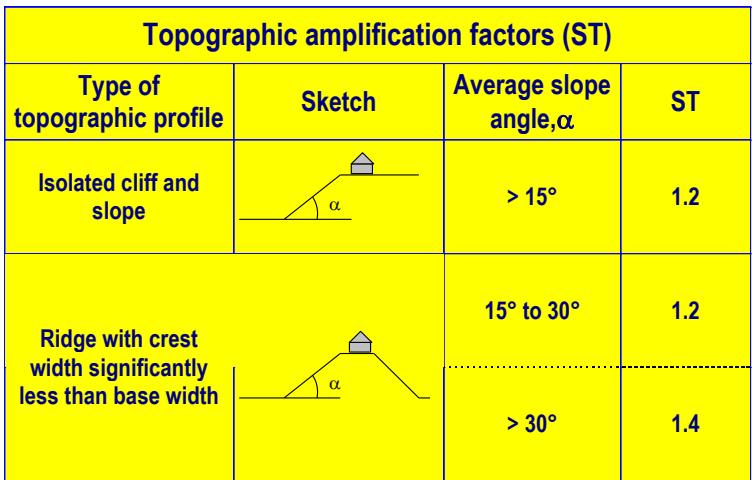 Topographic amplification factors (ST)
Type of
topographic profile
Sketch
Average slope
angle,α
ST
Isolated cliff and
slope
α
> 15°
1.2
Ridge with crest
width significantly
less than base width
α
15° to 30°
1.2
> 30°
1.4